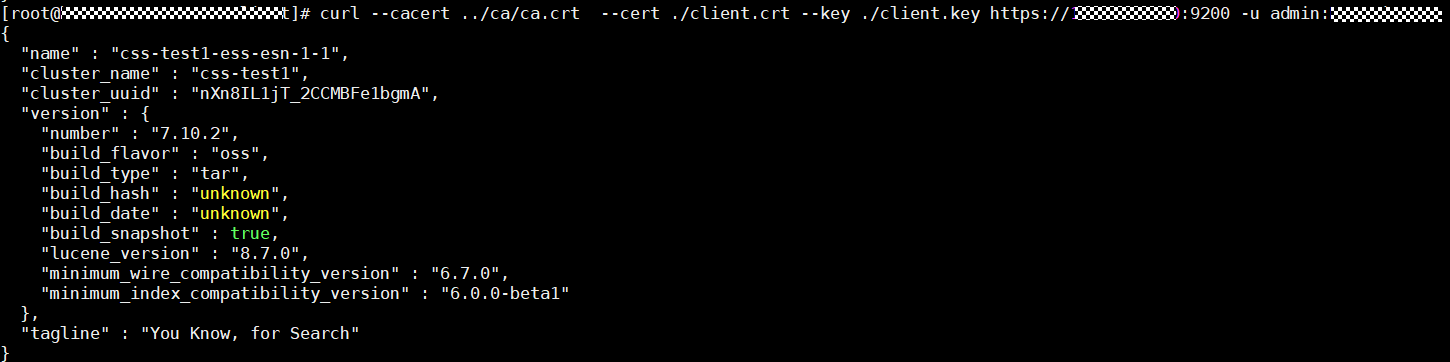 [root@ t]# curl --cacert ../ca/ca.crt  --cert ./client.crt --key ./client.key https:// :9200 -u admin:
{
  "name" : "css-test1-ess-esn-1-1",
  "cluster_name" : "css-test1",
  "cluster_uuid" : "nXn8IL1jT_2CCMBFe1bgmA",
  "version" : {
    "number" : "7.10.2",
    "build_flavor" : "oss",
    "build_type" : "tar",
    "build_hash" : "unknown",
    "build_date" : "unknown",
    "build_snapshot" : true,
    "lucene_version" : "8.7.0",
    "minimum_wire_compatibility_version" : "6.7.0",
    "minimum_index_compatibility_version" : "6.0.0-beta1"
  },
  "tagline" : "You Know, for Search"
}